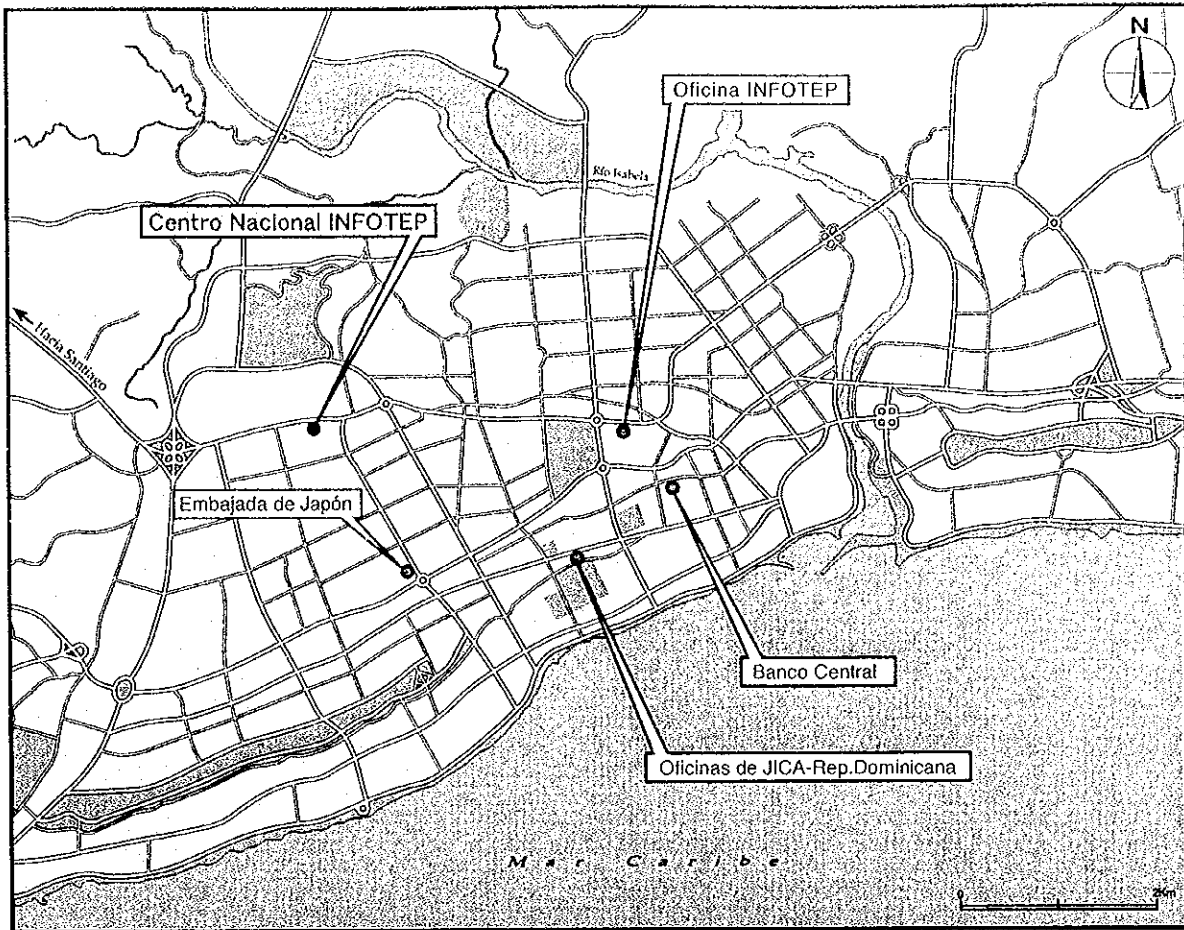 N
Oficina INFOTEP
Río Isabela
Centro Nacional INFOTEP
Hacia Santiago
Embajada de Japón
Banco Central
Oficinas de JICA-Rep.Dominicana
Mar Caribe
0 2Km